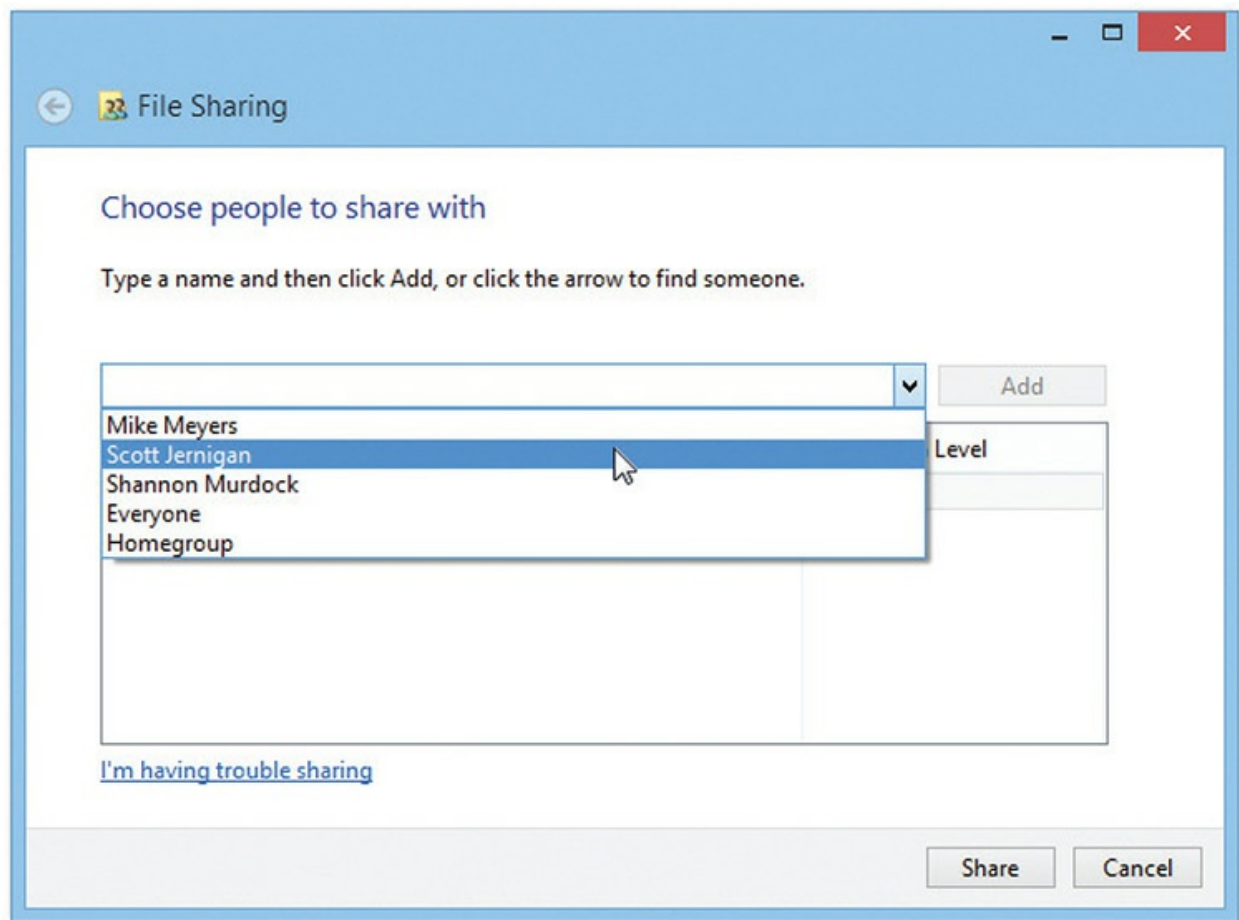 File Sharing
Choose people to share with
Type a name and then click Add, or click the arrow to find someone.
Add
Mike Meyers
Scott Jernigan
Shannon Murdock
Everyone
Homegroup
Level
I'm having trouble sharing
Share
Cancel